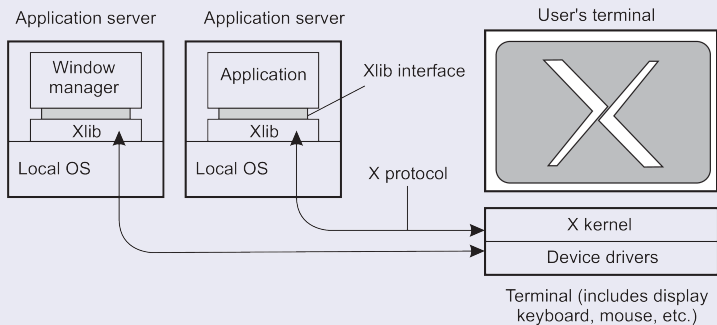 Application server
Application server
User's terminal
Window
manager
Application
Xlib interface
Xlib
Xlib
Local OS
Local OS
X protocol
X kernel
Device drivers
Terminal (includes display
keyboard, mouse, etc.)